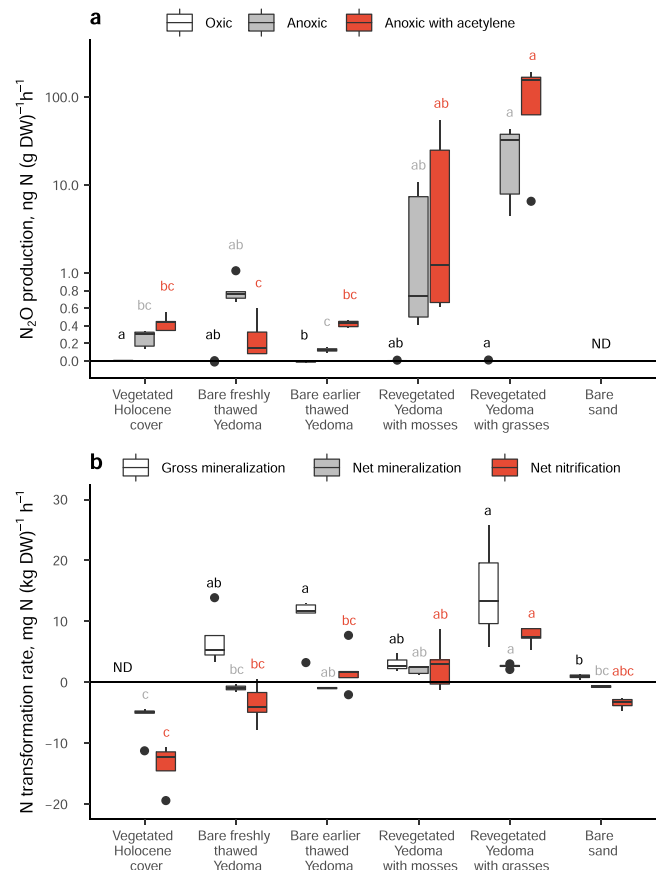 a
Oxic Anoxic Anoxic with acetylene
N₂O production, ng N (g DW)⁻¹h⁻¹
100.0
10.0
1.0
0.8
0.6
0.4
0.2
0.0
a bc bc
ab ab c
b c bc
ab ab ab
a a a
ND
Vegetated Holocene cover
Bare freshly thawed Yedoma
Bare earlier thawed Yedoma
Revegetated Yedoma with mosses
Revegetated Yedoma with grasses
Bare sand
b
Gross mineralization Net mineralization Net nitrification
N transformation rate, mg N (kg DW)⁻¹ h⁻¹
30
20
10
0
−10
−20
ND c c
ab bc bc
a ab bc
ab ab ab
a a a
b bc abc
Vegetated Holocene cover
Bare freshly thawed Yedoma
Bare earlier thawed Yedoma
Revegetated Yedoma with mosses
Revegetated Yedoma with grasses
Bare sand